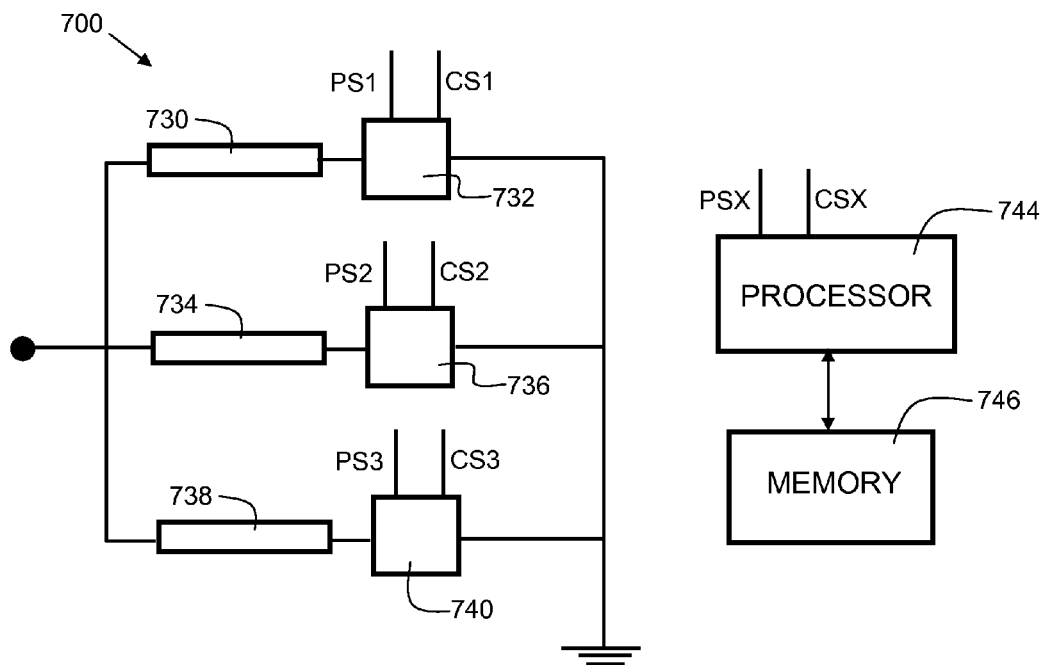 700
PS1
CS1
730
732
PSX
CSX
744
PS2
CS2
734
PROCESSOR
736
746
PS3
CS3
738
MEMORY
740